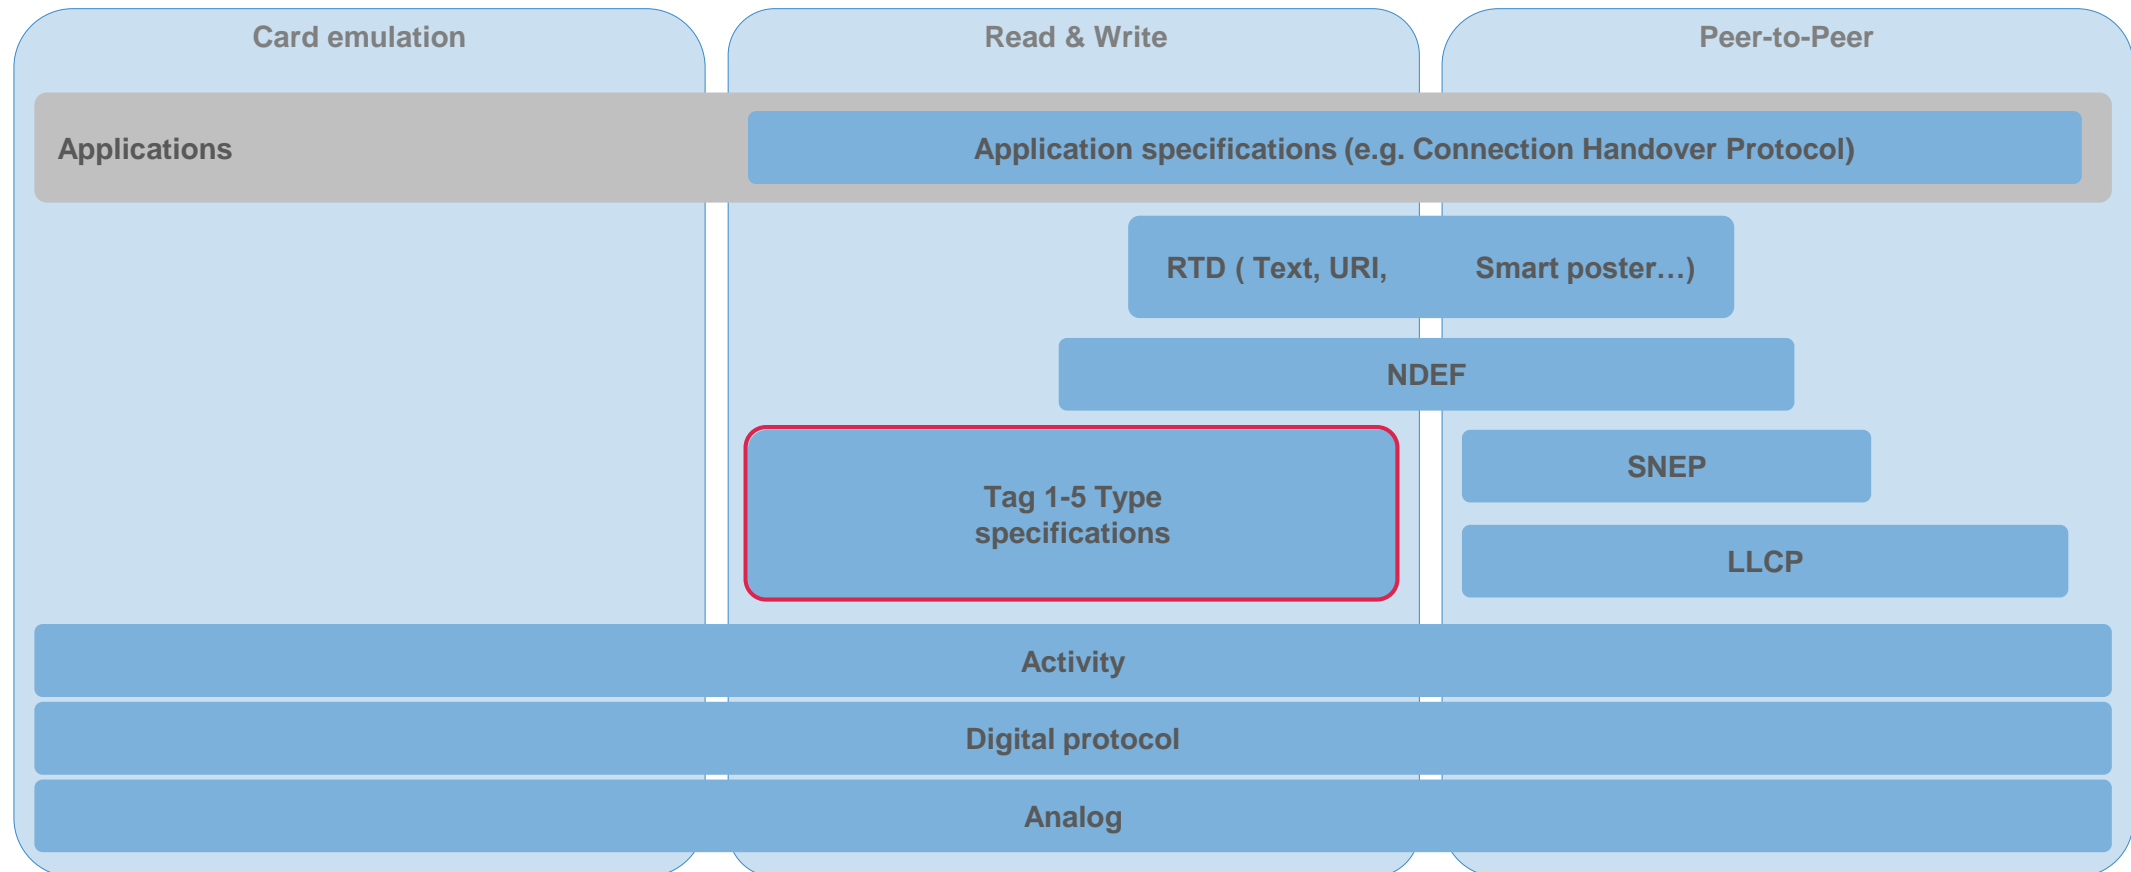 Card emulation
Read & Write
Peer-to-Peer
Applications
Application specifications (e.g. Connection Handover Protocol)
RTD ( Text, URI, Smart poster…)
NDEF
Tag 1-5 Type
specifications
SNEP
LLCP
Activity
Digital protocol
Analog